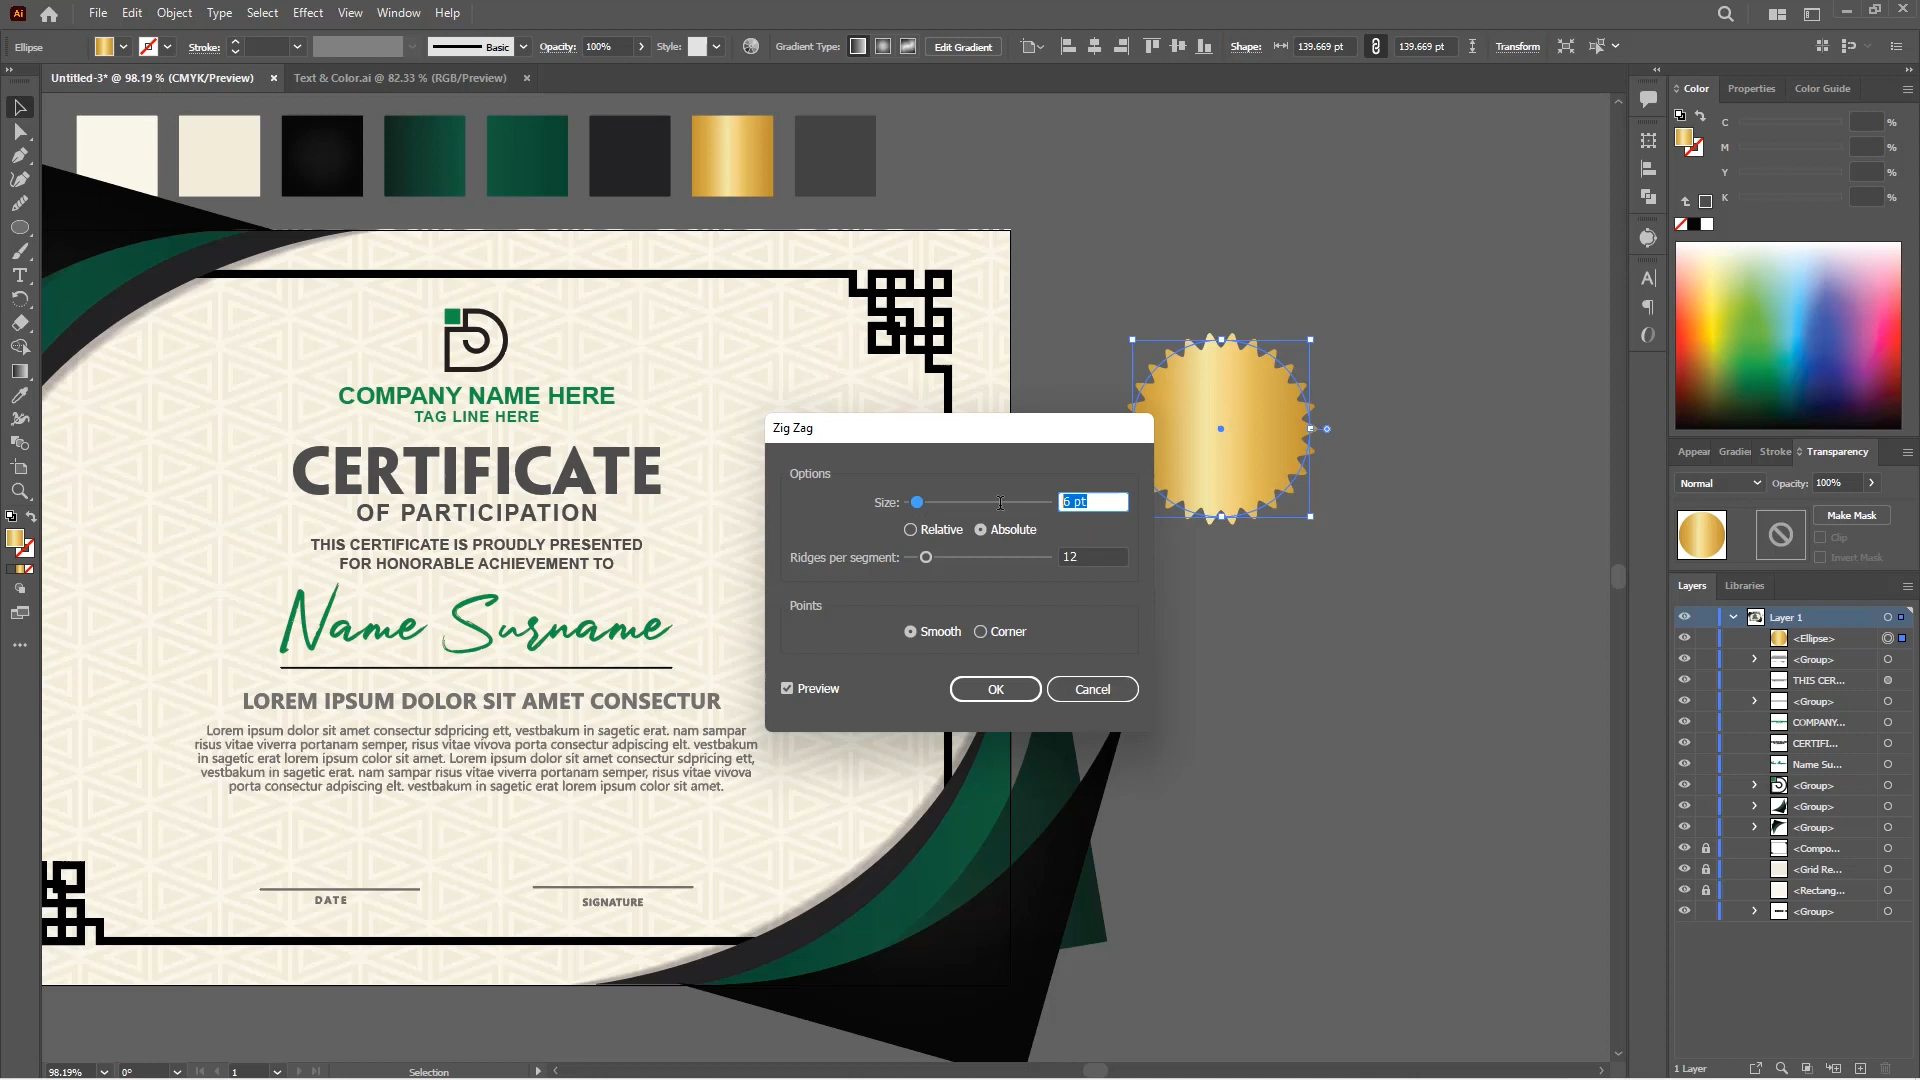 Ai File Edit Object Type Select Effect View Window Help
Ellipse Stroke: Basic Opacity: 100% Style: Gradient Type: Edit Gradient Shape: 139.669 pt 139.669 pt Transform
Untitled-3* @ 98.19 % (CMYK/Preview) × Text & Color.ai @ 82.33 % (RGB/Preview) ×
Color Properties Color Guide
C %
M %
Y %
K %
COMPANY NAME HERE
TAG LINE HERE
CERTIFICATE
OF PARTICIPATION
THIS CERTIFICATE IS PROUDLY PRESENTED
FOR HONORABLE ACHIEVEMENT TO
Name Surname
LOREM IPSUM DOLOR SIT AMET CONSECTUR
Lorem ipsum dolor sit amet consectur sdpricing ett, vestbakum in sagetic erat. nam sampar
risus vitae viverra portanam semper, risus vitae vivova porta consectur adipiscing elt. vestbakum
in sagetic erat lorem ipsum color sit amet. Lorem ipsum dolor sit amet consectur sdpricing ett,
vestbakum in sagetic erat. nam sampar risus vitae viverra portanam semper, risus vitae vivova
porta consectur adipiscing elt. vestbakum in sagetic erat lorem ipsum color sit amet.
DATE
SIGNATURE
Zig Zag
Options
Size: 6 pt
Relative Absolute
Ridges per segment: 12
Points
Smooth Corner
Preview OK Cancel
Appear Gradie Stroke Transparency
Normal Opacity: 100%
Make Mask
Clip
Invert Mask
Layers Libraries
Layer 1
<Ellipse>
<Group>
THIS CER...
<Group>
COMPANY...
CERTIFI...
Name Su...
<Group>
<Group>
<Group>
<Compo...
<Grid Re...
<Rectang...
<Group>
98.19% 0° 1 Selection
1 Layer